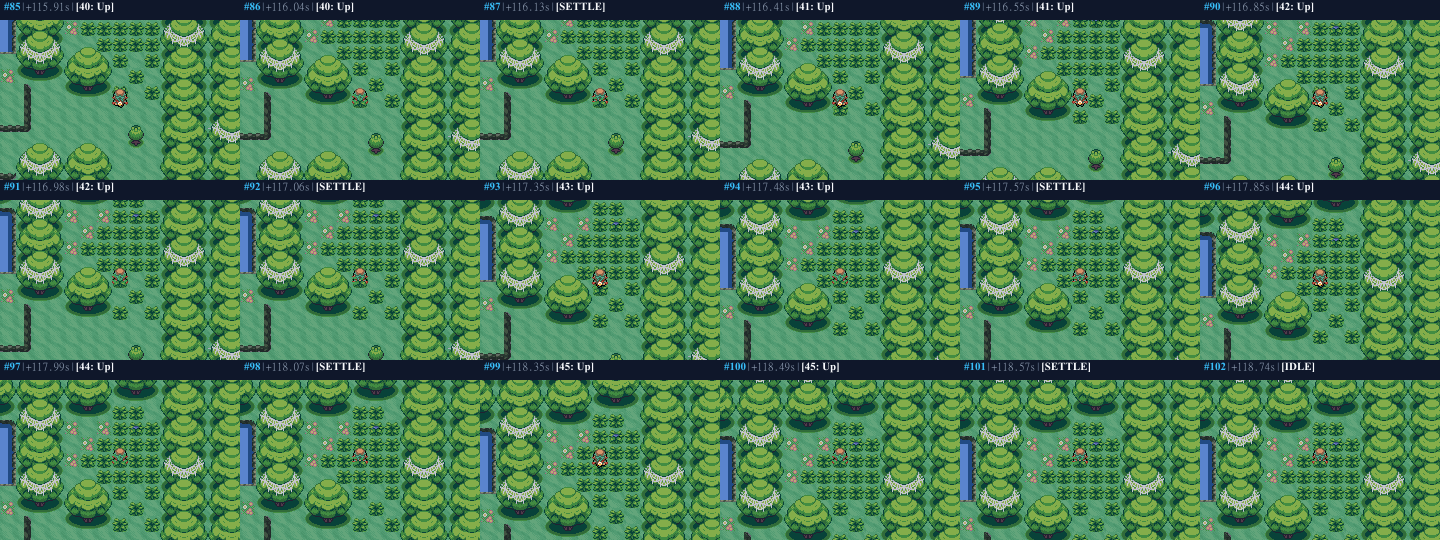 #85|+115.91s|[40: Up]
#86|+116.04s|[40: Up]
#87|+116.13s|[SETTLE]
#88|+116.41s|[41: Up]
#89|+116.55s|[41: Up]
#90|+116.85s|[42: Up]
#91|+116.98s|[42: Up]
#92|+117.06s|[SETTLE]
#93|+117.35s|[43: Up]
#94|+117.48s|[43: Up]
#95|+117.57s|[SETTLE]
#96|+117.85s|[44: Up]
#97|+117.99s|[44: Up]
#98|+118.07s|[SETTLE]
#99|+118.35s|[45: Up]
#100|+118.49s|[45: Up]
#101|+118.57s|[SETTLE]
#102|+118.74s|[IDLE]